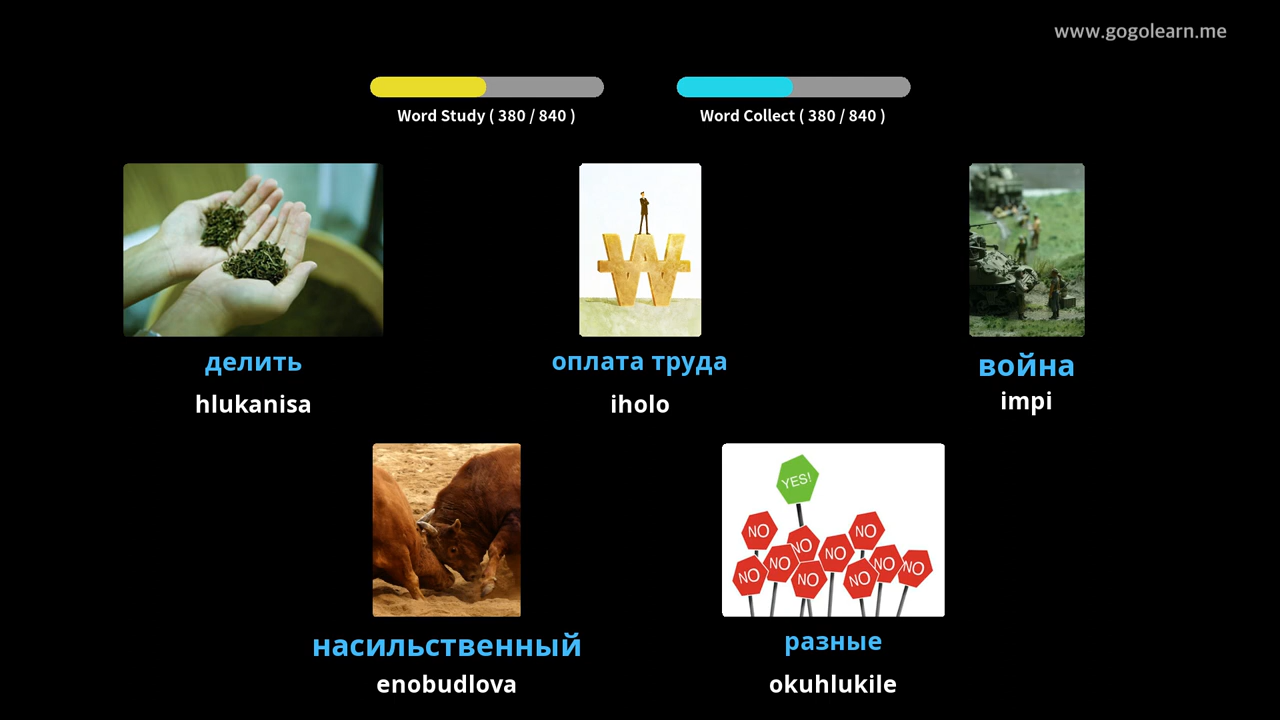 www.gogolearn.me
Word Study ( 380 / 840 )
Word Collect ( 380 / 840 )
делить
hlukanisa
оплата труда
iholo
война
impi
YES!
NO
NO
NO
NO
NO
NO
NO
NO
NO
NO
насильственный
enobudlova
разные
okuhlukile